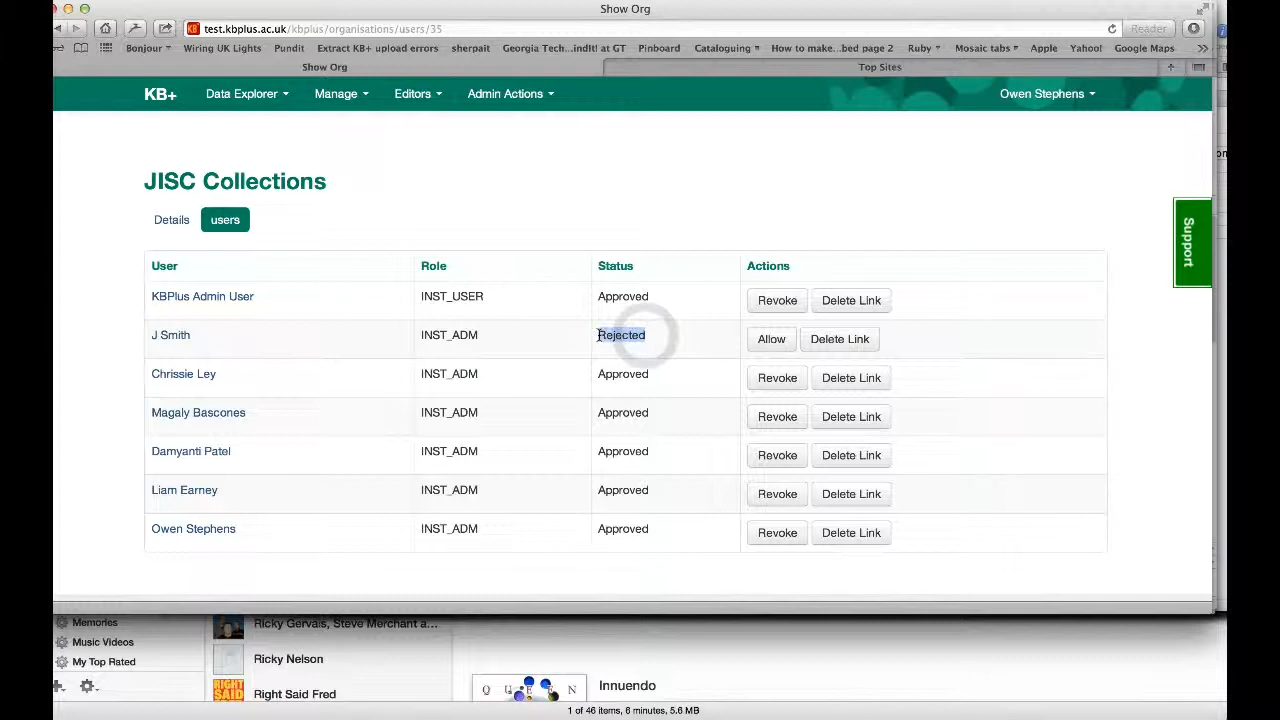 Show Org
test.kbplus.ac.uk/kbplus/organisations/users/35
Reader
Bonjour Wiring UK Lights Pundit Extract KB+ upload errors sherpait Georgia Tech...indIt! at GT Pinboard Cataloguing How to make...bed page 2 Ruby Mosaic tabs Apple Yahoo! Google Maps
Show Org Top Sites
KB+ Data Explorer Manage Editors Admin Actions Owen Stephens
JISC Collections
Details users
Support
User Role Status Actions
KBPlus Admin User INST_USER Approved Revoke Delete Link
J Smith INST_ADM Rejected Allow Delete Link
Chrissie Ley INST_ADM Approved Revoke Delete Link
Magaly Bascones INST_ADM Approved Revoke Delete Link
Damyanti Patel INST_ADM Approved Revoke Delete Link
Liam Earney INST_ADM Approved Revoke Delete Link
Owen Stephens INST_ADM Approved Revoke Delete Link
Memories
Music Videos
My Top Rated
Ricky Gervais, Steve Merchant a...
Ricky Nelson
RIGHT SAID FRED
Right Said Fred
QUEEN
Innuendo
1 of 46 items, 6 minutes, 5.6 MB